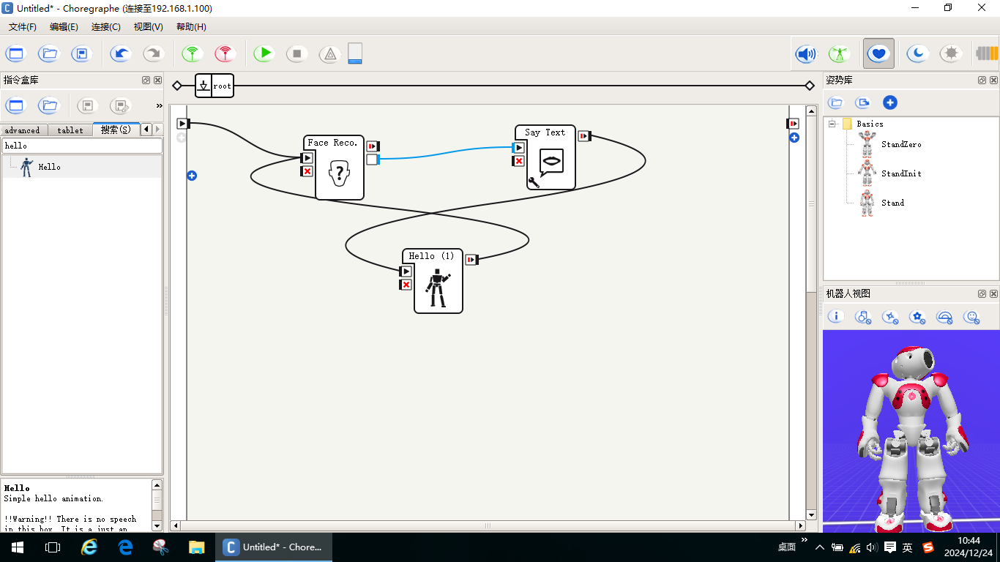 Untitled* - Choregraphe (连接至192.168.1.100)
文件(F) 编辑(E) 连接(C) 视图(V) 帮助(H)
指令盒库
advanced tablet 搜索(S)
hello
Hello
Hello
Simple hello animation.
!!Warning!! There is no speech
in this box. It is a just an
root
Face Reco.
?
Say Text
Hello (1)
姿势库
Basics
StandZero
StandInit
Stand
机器人视图
Untitled* - Chore...
桌面
英
10:44
2024/12/24